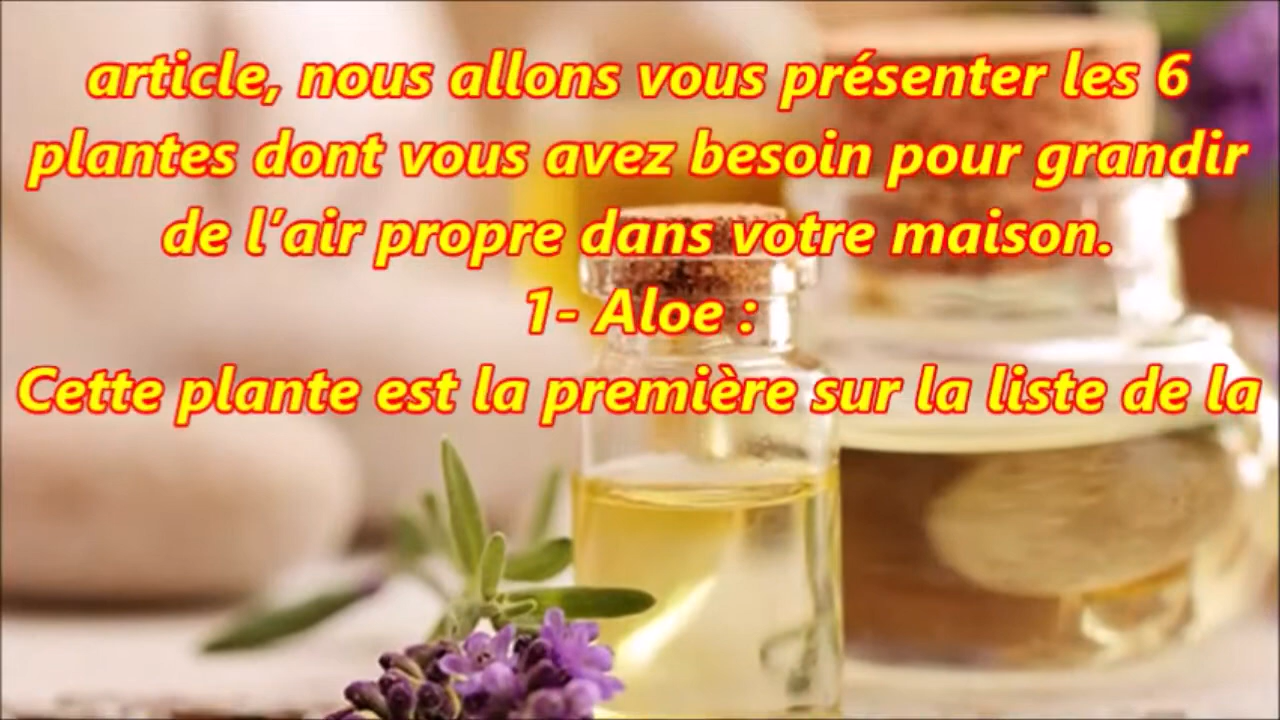 article, nous allons vous présenter les 6
plantes dont vous avez besoin pour grandir
de l’air propre dans votre maison.
1- Aloe :
Cette plante est la première sur la liste de la